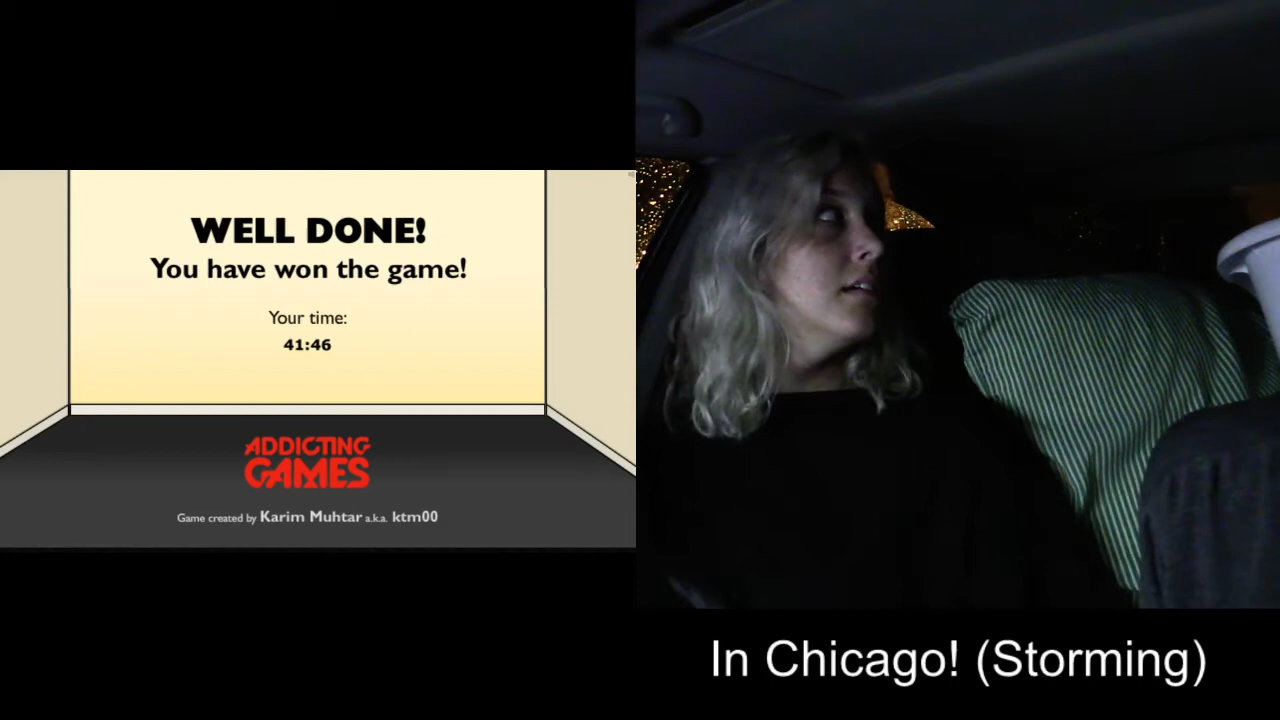 WELL DONE!
You have won the game!
Your time:
41:46
ADDICTING
GAMES
Game created by Karim Muhtar a.k.a. ktm00
In Chicago! (Storming)